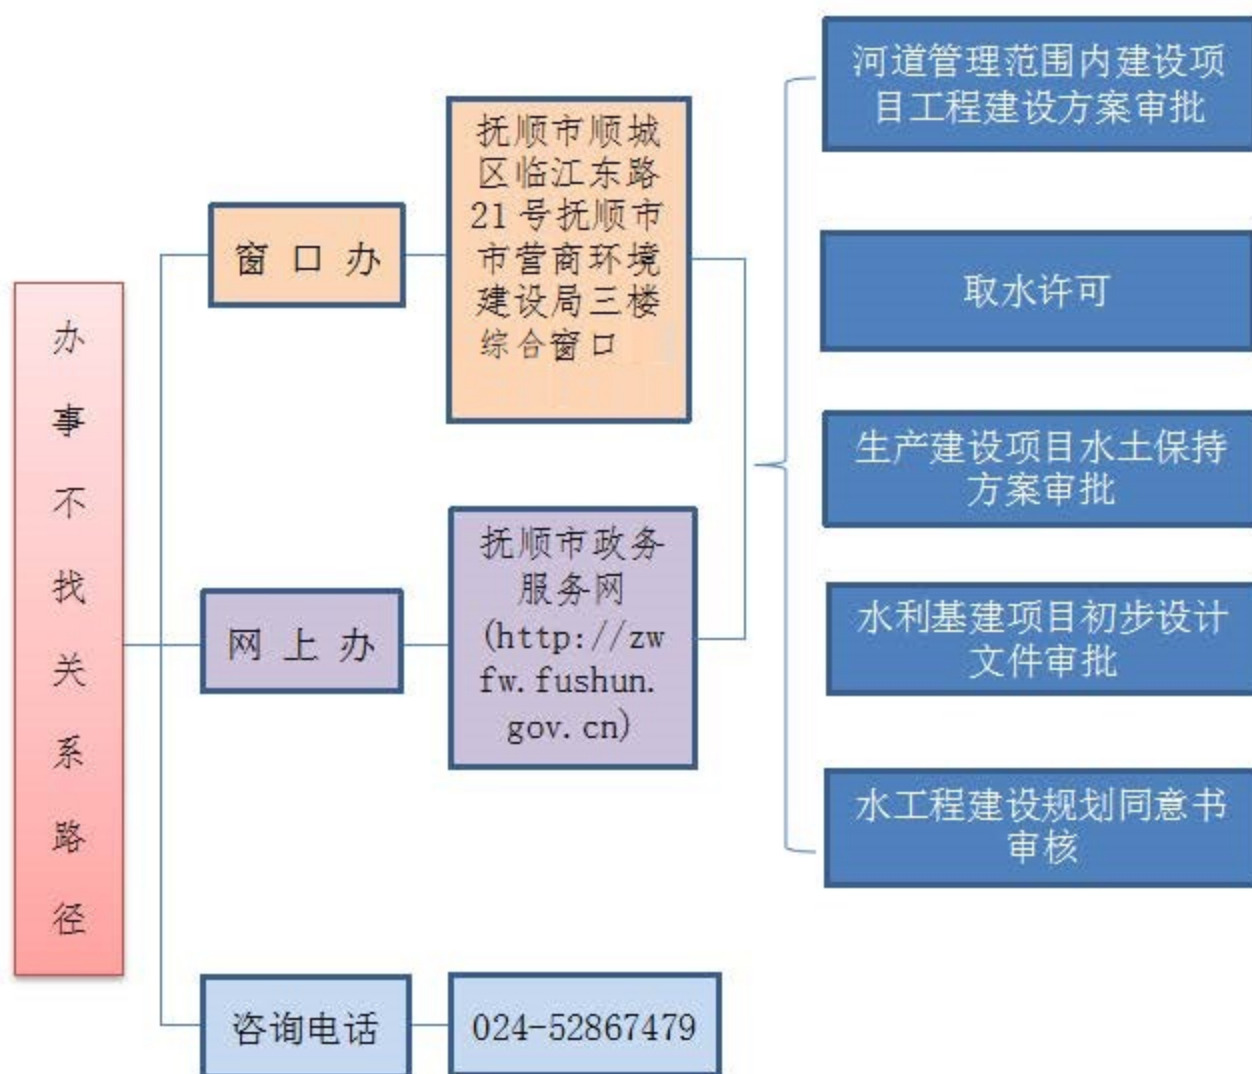 办
事
不
找
关
系
路
径
窗口办
抚顺市顺城
区临江东路
21号抚顺市
市营商环境
建设局三楼
综合窗口
网上办
抚顺市政务
服务网
(http://zw
fw.fushun.
gov.cn)
咨询电话
024-52867479
河道管理范围内建设项
目工程建设方案审批
取水许可
生产建设项目水土保持
方案审批
水利基建项目初步设计
文件审批
水工程建设规划同意书
审核